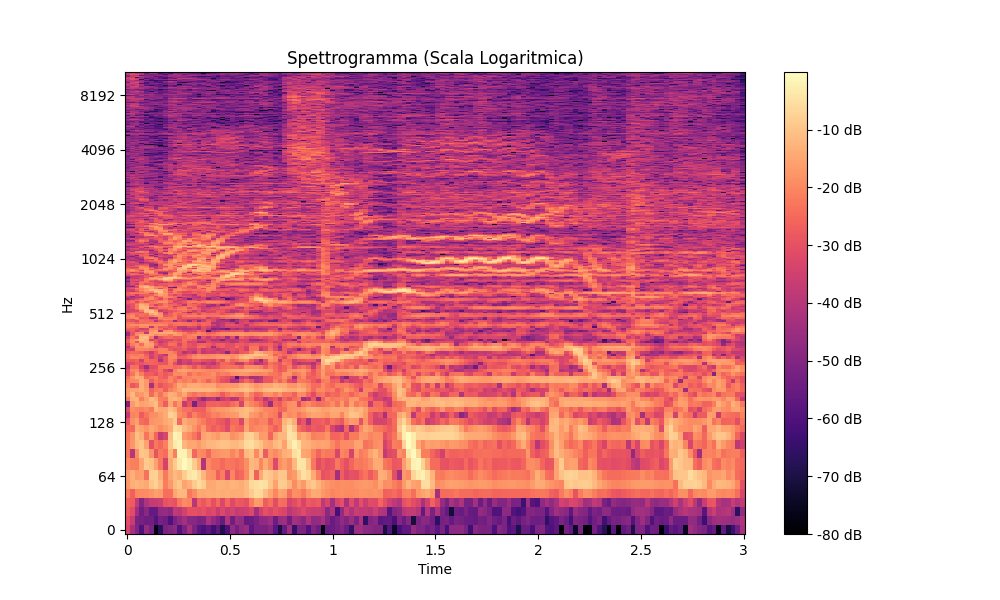 Spettrogramma (Scala Logaritmica)
Hz
8192
4096
2048
1024
512
256
128
64
0
0 0.5 1 1.5 2 2.5 3
Time
-10 dB
-20 dB
-30 dB
-40 dB
-50 dB
-60 dB
-70 dB
-80 dB